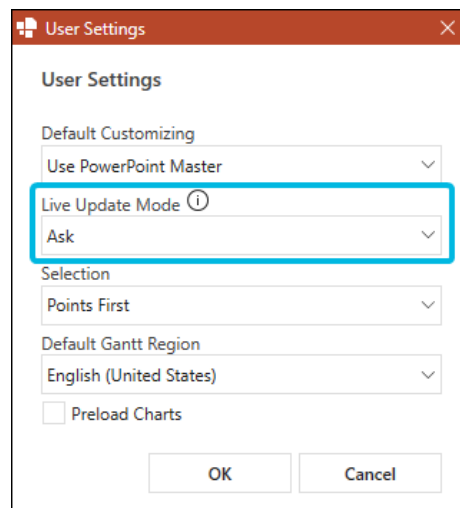 User Settings
User Settings
Default Customizing
Use PowerPoint Master
Live Update Mode
Ask
Selection
Points First
Default Gantt Region
English (United States)
Preload Charts
OK Cancel